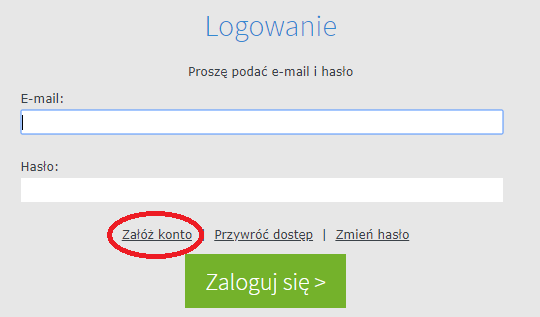 Logowanie
Proszę podać e-mail i hasło
E-mail:
Hasło:
Załóż konto Przywróć dostęp | Zmień hasło
Zaloguj się >